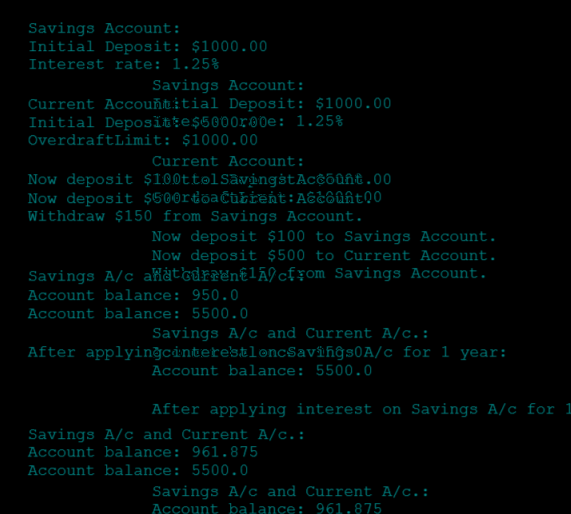 Savings Account:
Initial Deposit: $1000.00
Interest rate: 1.25%
Savings Account:
Current Account:
Initial Deposit: $1000.00
Initial Deposit: $5000.00
Interest rate: 1.25%
OverdraftLimit: $1000.00
Current Account:
Now deposit $100 to Savings Account.
Now deposit $500 to Current Account.
Withdraw $150 from Savings Account.
Now deposit $100 to Savings Account.
Now deposit $500 to Current Account.
Savings A/c and Current A/c.:
Withdraw $150 from Savings Account.
Account balance: 950.0
Account balance: 5500.0
Savings A/c and Current A/c.:
After applying interest on Savings A/c for 1 year:
Account balance: 5500.0
After applying interest on Savings A/c for 1
Savings A/c and Current A/c.:
Account balance: 961.875
Account balance: 5500.0
Savings A/c and Current A/c.:
Account balance: 961.875